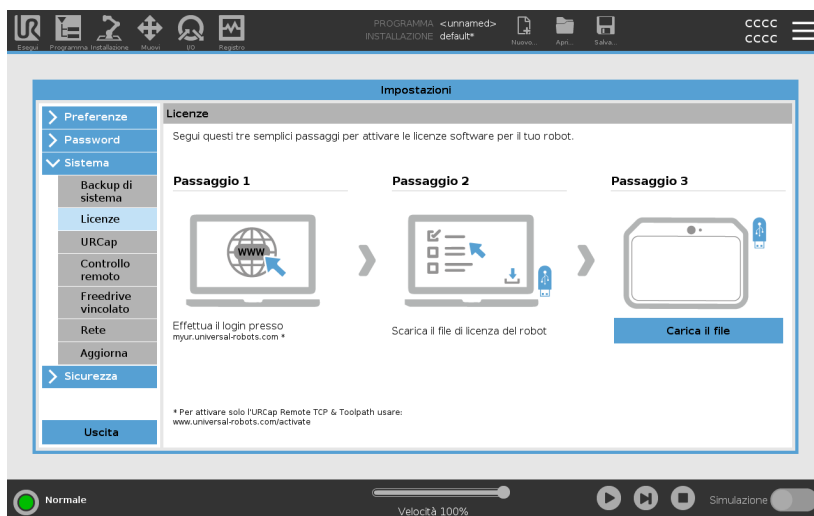 PROGRAMMA <unnamed>
INSTALLAZIONE default*
Esegui
Programma
Installazione
Muovi
I/O
Registro
Nuovo...
Apri...
Salva...
cccc
cccc
Impostazioni
Preferenze
Password
Sistema
Backup di
sistema
Licenze
URCap
Controllo
remoto
Freedrive
vincolato
Rete
Aggiorna
Sicurezza
Uscita
Licenze
Segui questi tre semplici passaggi per attivare le licenze software per il tuo robot.
Passaggio 1
www
Effettua il login presso
myur.universal-robots.com *
Passaggio 2
Scarica il file di licenza del robot
Passaggio 3
Carica il file
* Per attivare solo l'URCap Remote TCP & Toolpath usare:
www.universal-robots.com/activate
Normale
Velocità 100%
Simulazione